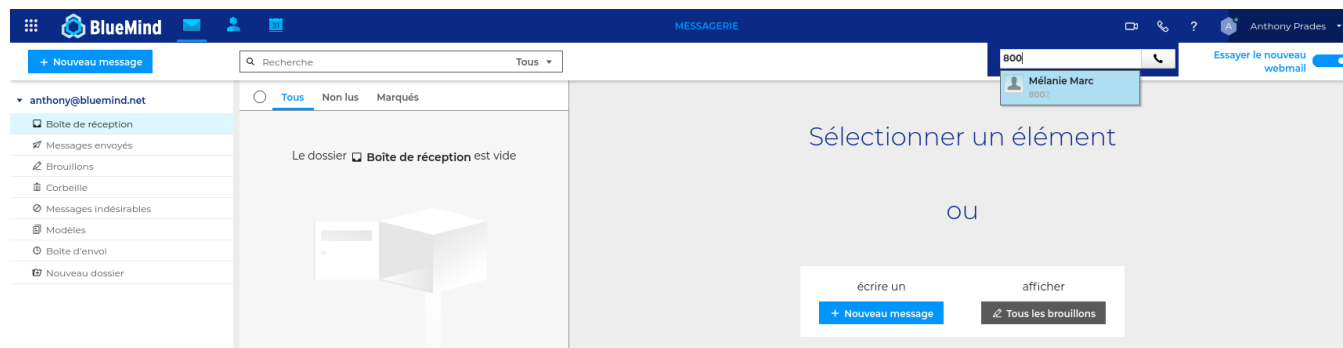 BlueMind
31
MESSAGERIE
?
A
Anthony Prades
+ Nouveau message
Recherche
Tous
800
Essayer le nouveau
webmail
Mélanie Marc
8002
anthony@bluemind.net
Boîte de réception
Messages envoyés
Brouillons
Corbeille
Messages indésirables
Modèles
Boîte d'envoi
Nouveau dossier
Tous Non lus Marqués
Le dossier Boîte de réception est vide
Sélectionner un élément
ou
écrire un
afficher
+ Nouveau message
Tous les brouillons